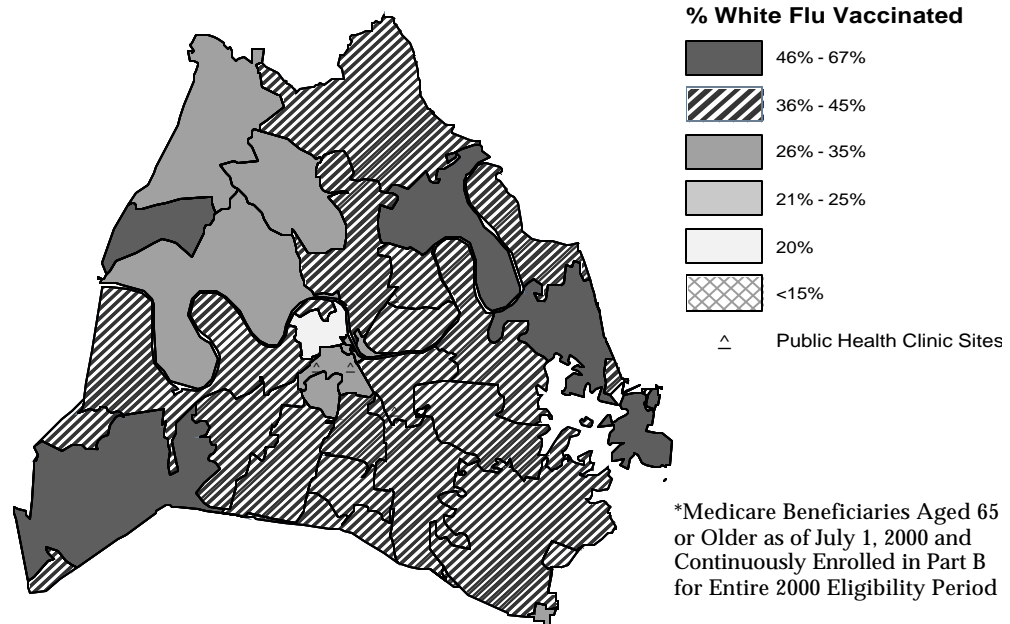 % White Flu Vaccinated
46% - 67%
36% - 45%
26% - 35%
21% - 25%
20%
<15%
^ Public Health Clinic Sites
*Medicare Beneficiaries Aged 65
or Older as of July 1, 2000 and
Continuously Enrolled in Part B
for Entire 2000 Eligibility Period